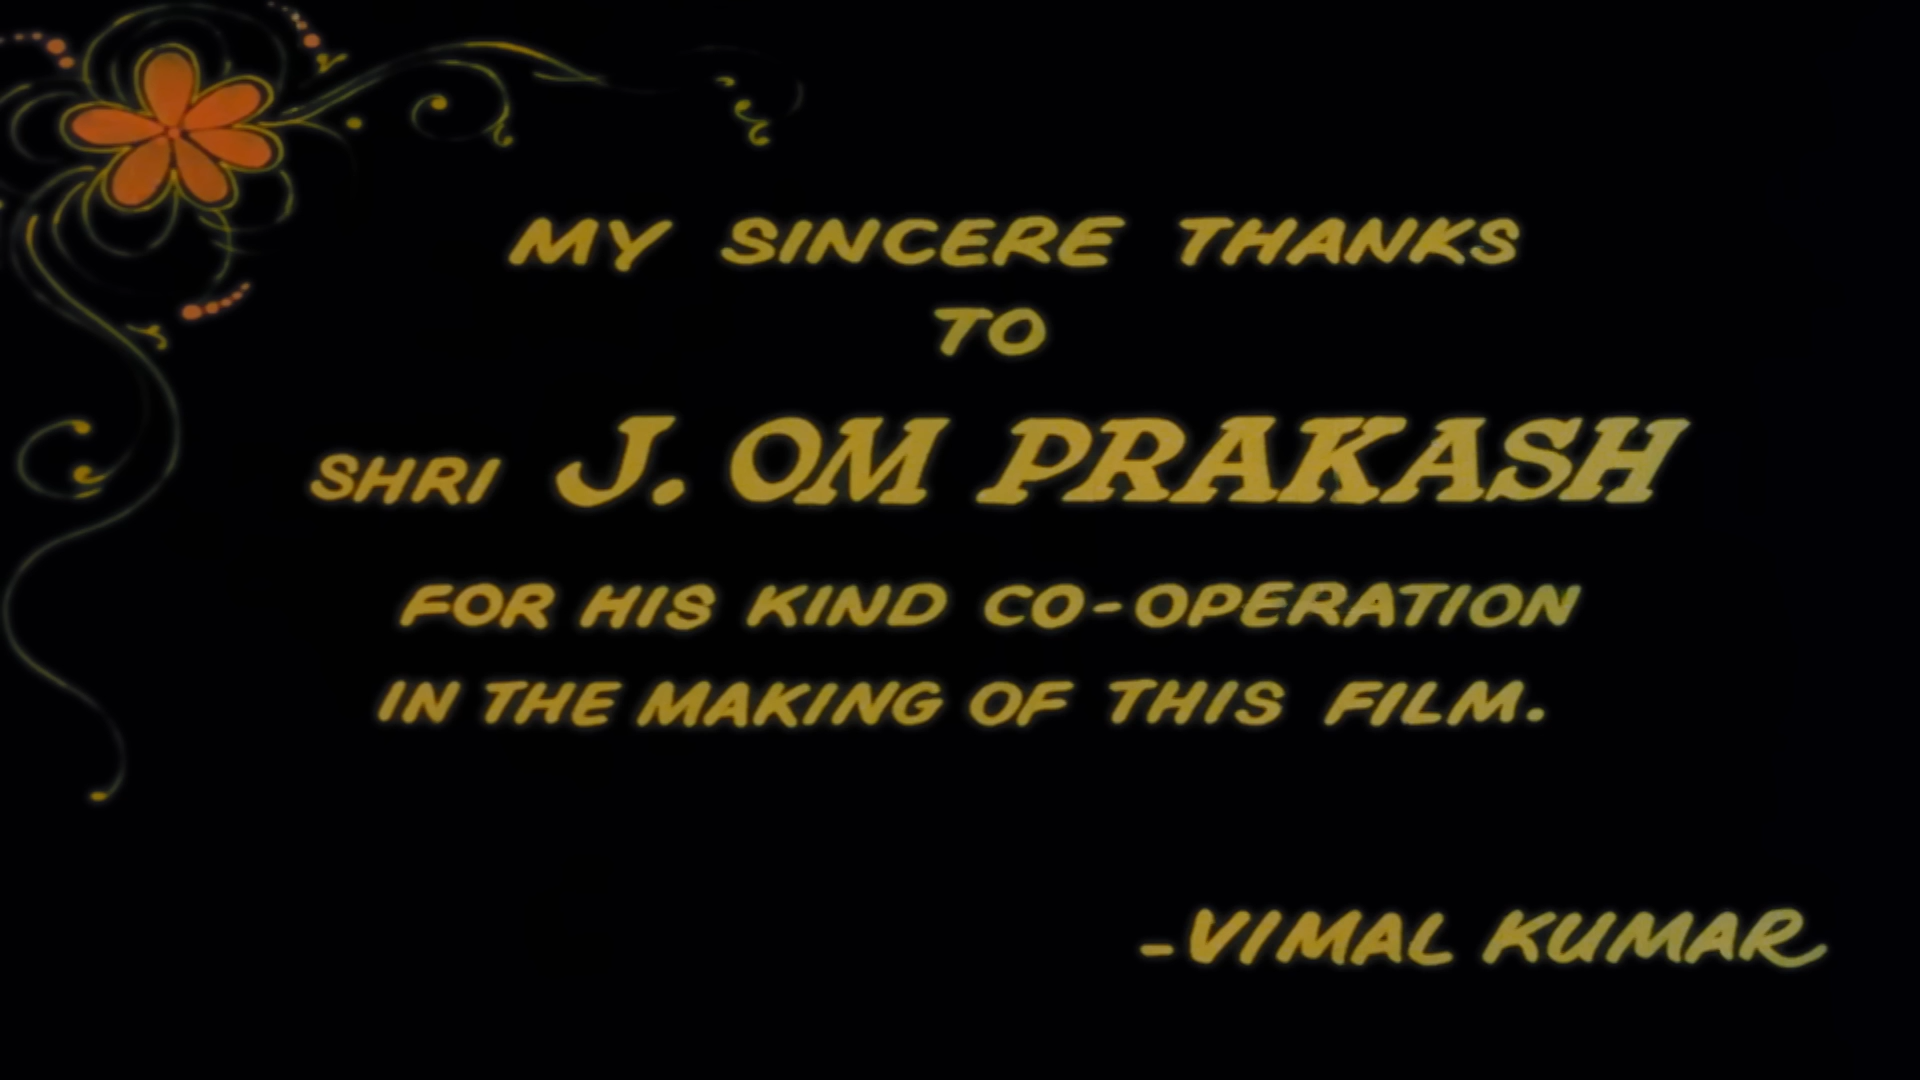 MY SINCERE THANKS
TO
SHRI J. OM PRAKASH
FOR HIS KIND CO-OPERATION
IN THE MAKING OF THIS FILM.
-VIMAL KUMAR